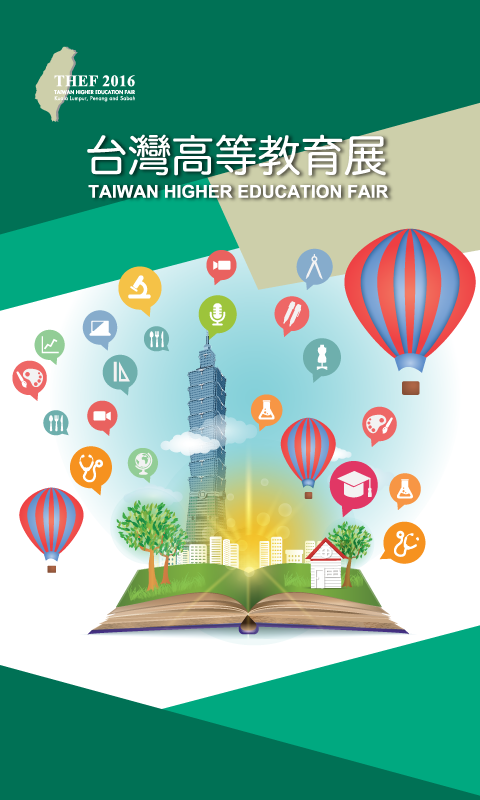 THEF 2016
TAIWAN HIGHER EDUCATION FAIR
Kuala Lumpur, Penang and Sabah
台灣高等教育展
TAIWAN HIGHER EDUCATION FAIR